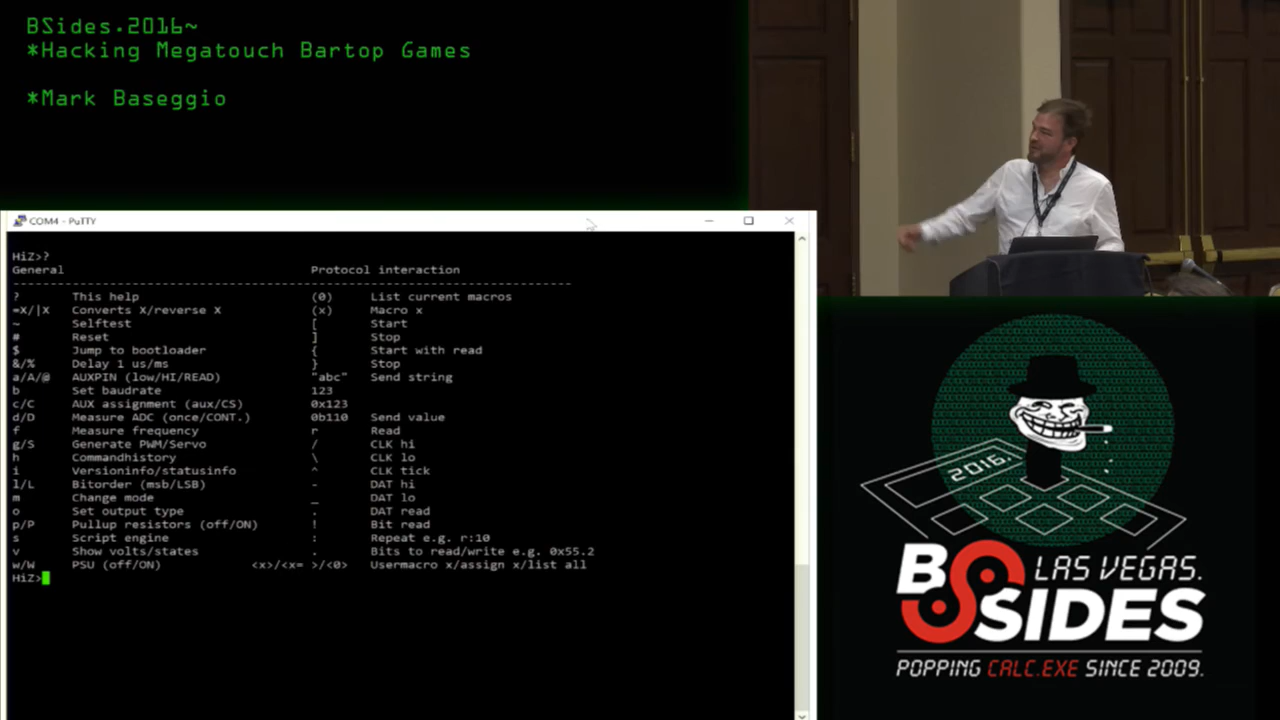 BSides.2016~
*Hacking Megatouch Bartop Games
*Mark Baseggio
COM4 - PuTTY
HiZ>?
General Protocol interaction
---------------------------------------------------------------------------
? This help (0) List current macros
=X/|X Converts X/reverse X (x) Macro x
~ Selftest [ Start
# Reset ] Stop
$ Jump to bootloader { Start with read
&/% Delay 1 us/ms } Stop
a/A/@ AUXPIN (low/HI/READ) "abc" Send string
b Set baudrate 123
c/C AUX assignment (aux/CS) 0x123
d/D Measure ADC (once/CONT.) 0b110 Send value
f Measure frequency r Read
g/S Generate PWM/Servo / CLK hi
h Commandhistory \ CLK lo
i Versioninfo/statusinfo ^ CLK tick
l/L Bitorder (msb/LSB) - DAT hi
m Change mode _ DAT lo
o Set output type . DAT read
p/P Pullup resistors (off/ON) ! Bit read
s Script engine : Repeat e.g. r:10
v Show volts/states . Bits to read/write e.g. 0x55.2
w/W PSU (off/ON) <x>/<x= >/<0> Usermacro x/assign x/list all
HiZ>
2016.
BSIDES
LAS VEGAS.
POPPING CALC.EXE SINCE 2009.